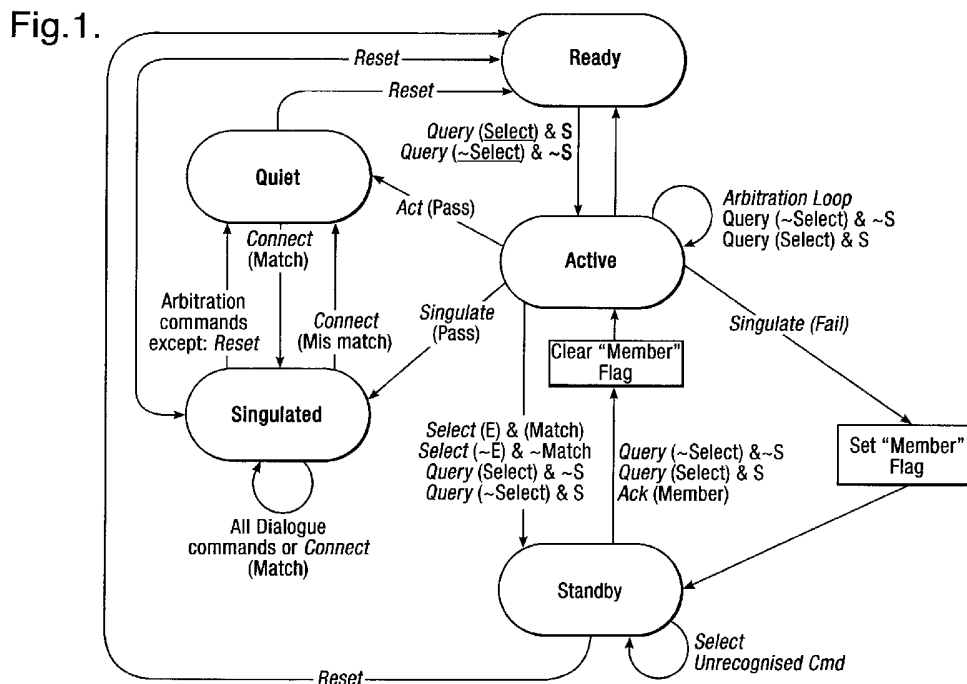 Fig.1.
Ready
Reset
Reset
Query (Select) & S
Query (~Select) & ~S
Quiet
Act (Pass)
Arbitration Loop
Query (~Select) & ~S
Query (Select) & S
Active
Connect
(Match)
Arbitration
commands
except: Reset
Connect
(Mis match)
Singulate
(Pass)
Singulate (Fail)
Clear "Member"
Flag
Singulated
Select (E) & (Match)
Select (~E) & ~Match
Query (Select) & ~S
Query (~Select) & S
Query (~Select) &~S
Query (Select) & S
Ack (Member)
Set "Member"
Flag
All Dialogue
commands or Connect
(Match)
Standby
Select
Unrecognised Cmd
Reset